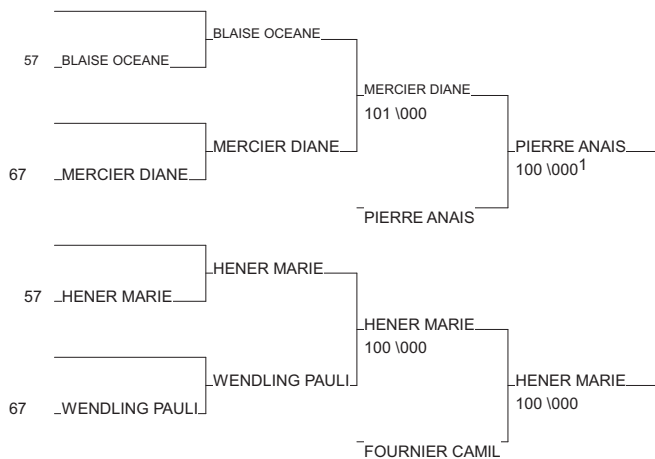 BLAISE OCEANE
57 BLAISE OCEANE
MERCIER DIANE
101 \000
MERCIER DIANE
PIERRE ANAIS
100 \000¹
67 MERCIER DIANE
PIERRE ANAIS
HENER MARIE
57 HENER MARIE
HENER MARIE
100 \000
WENDLING PAULI
HENER MARIE
100 \000
67 WENDLING PAULI
FOURNIER CAMIL